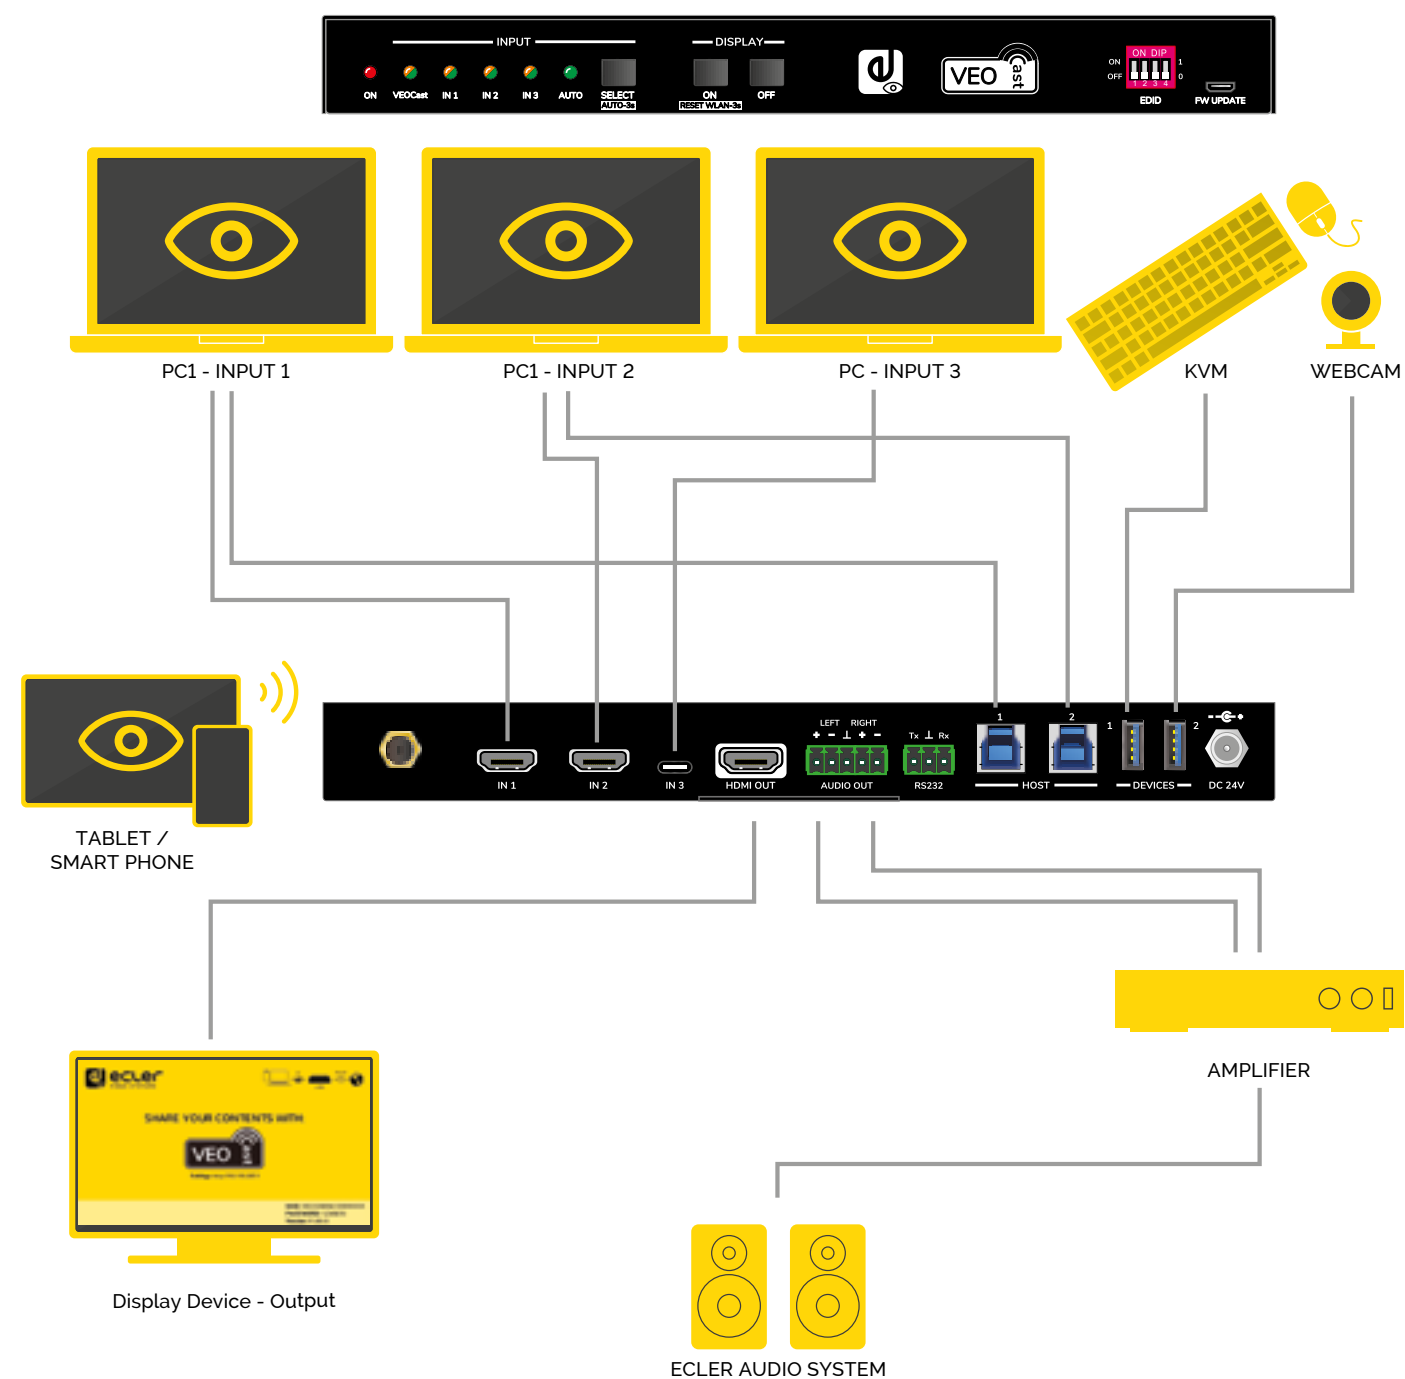 INPUT
DISPLAY
ON
VEOCast
IN 1
IN 2
IN 3
AUTO
SELECT
AUTO-3s
ON
RESET WLAN-3s
OFF
VEO cast
ON DIP
ON
OFF
1
0
1 2 3 4
EDID
FW UPDATE
PC1 - INPUT 1
PC1 - INPUT 2
PC - INPUT 3
KVM
WEBCAM
TABLET /
SMART PHONE
LEFT RIGHT
+ − ⊥ + −
Tx ⊥ Rx
1
2
1
2
IN 1
IN 2
IN 3
HDMI OUT
AUDIO OUT
RS232
HOST
DEVICES
DC 24V
ecler
SHARE YOUR CONTENTS WITH
VEO cast
Display Device - Output
AMPLIFIER
ECLER AUDIO SYSTEM